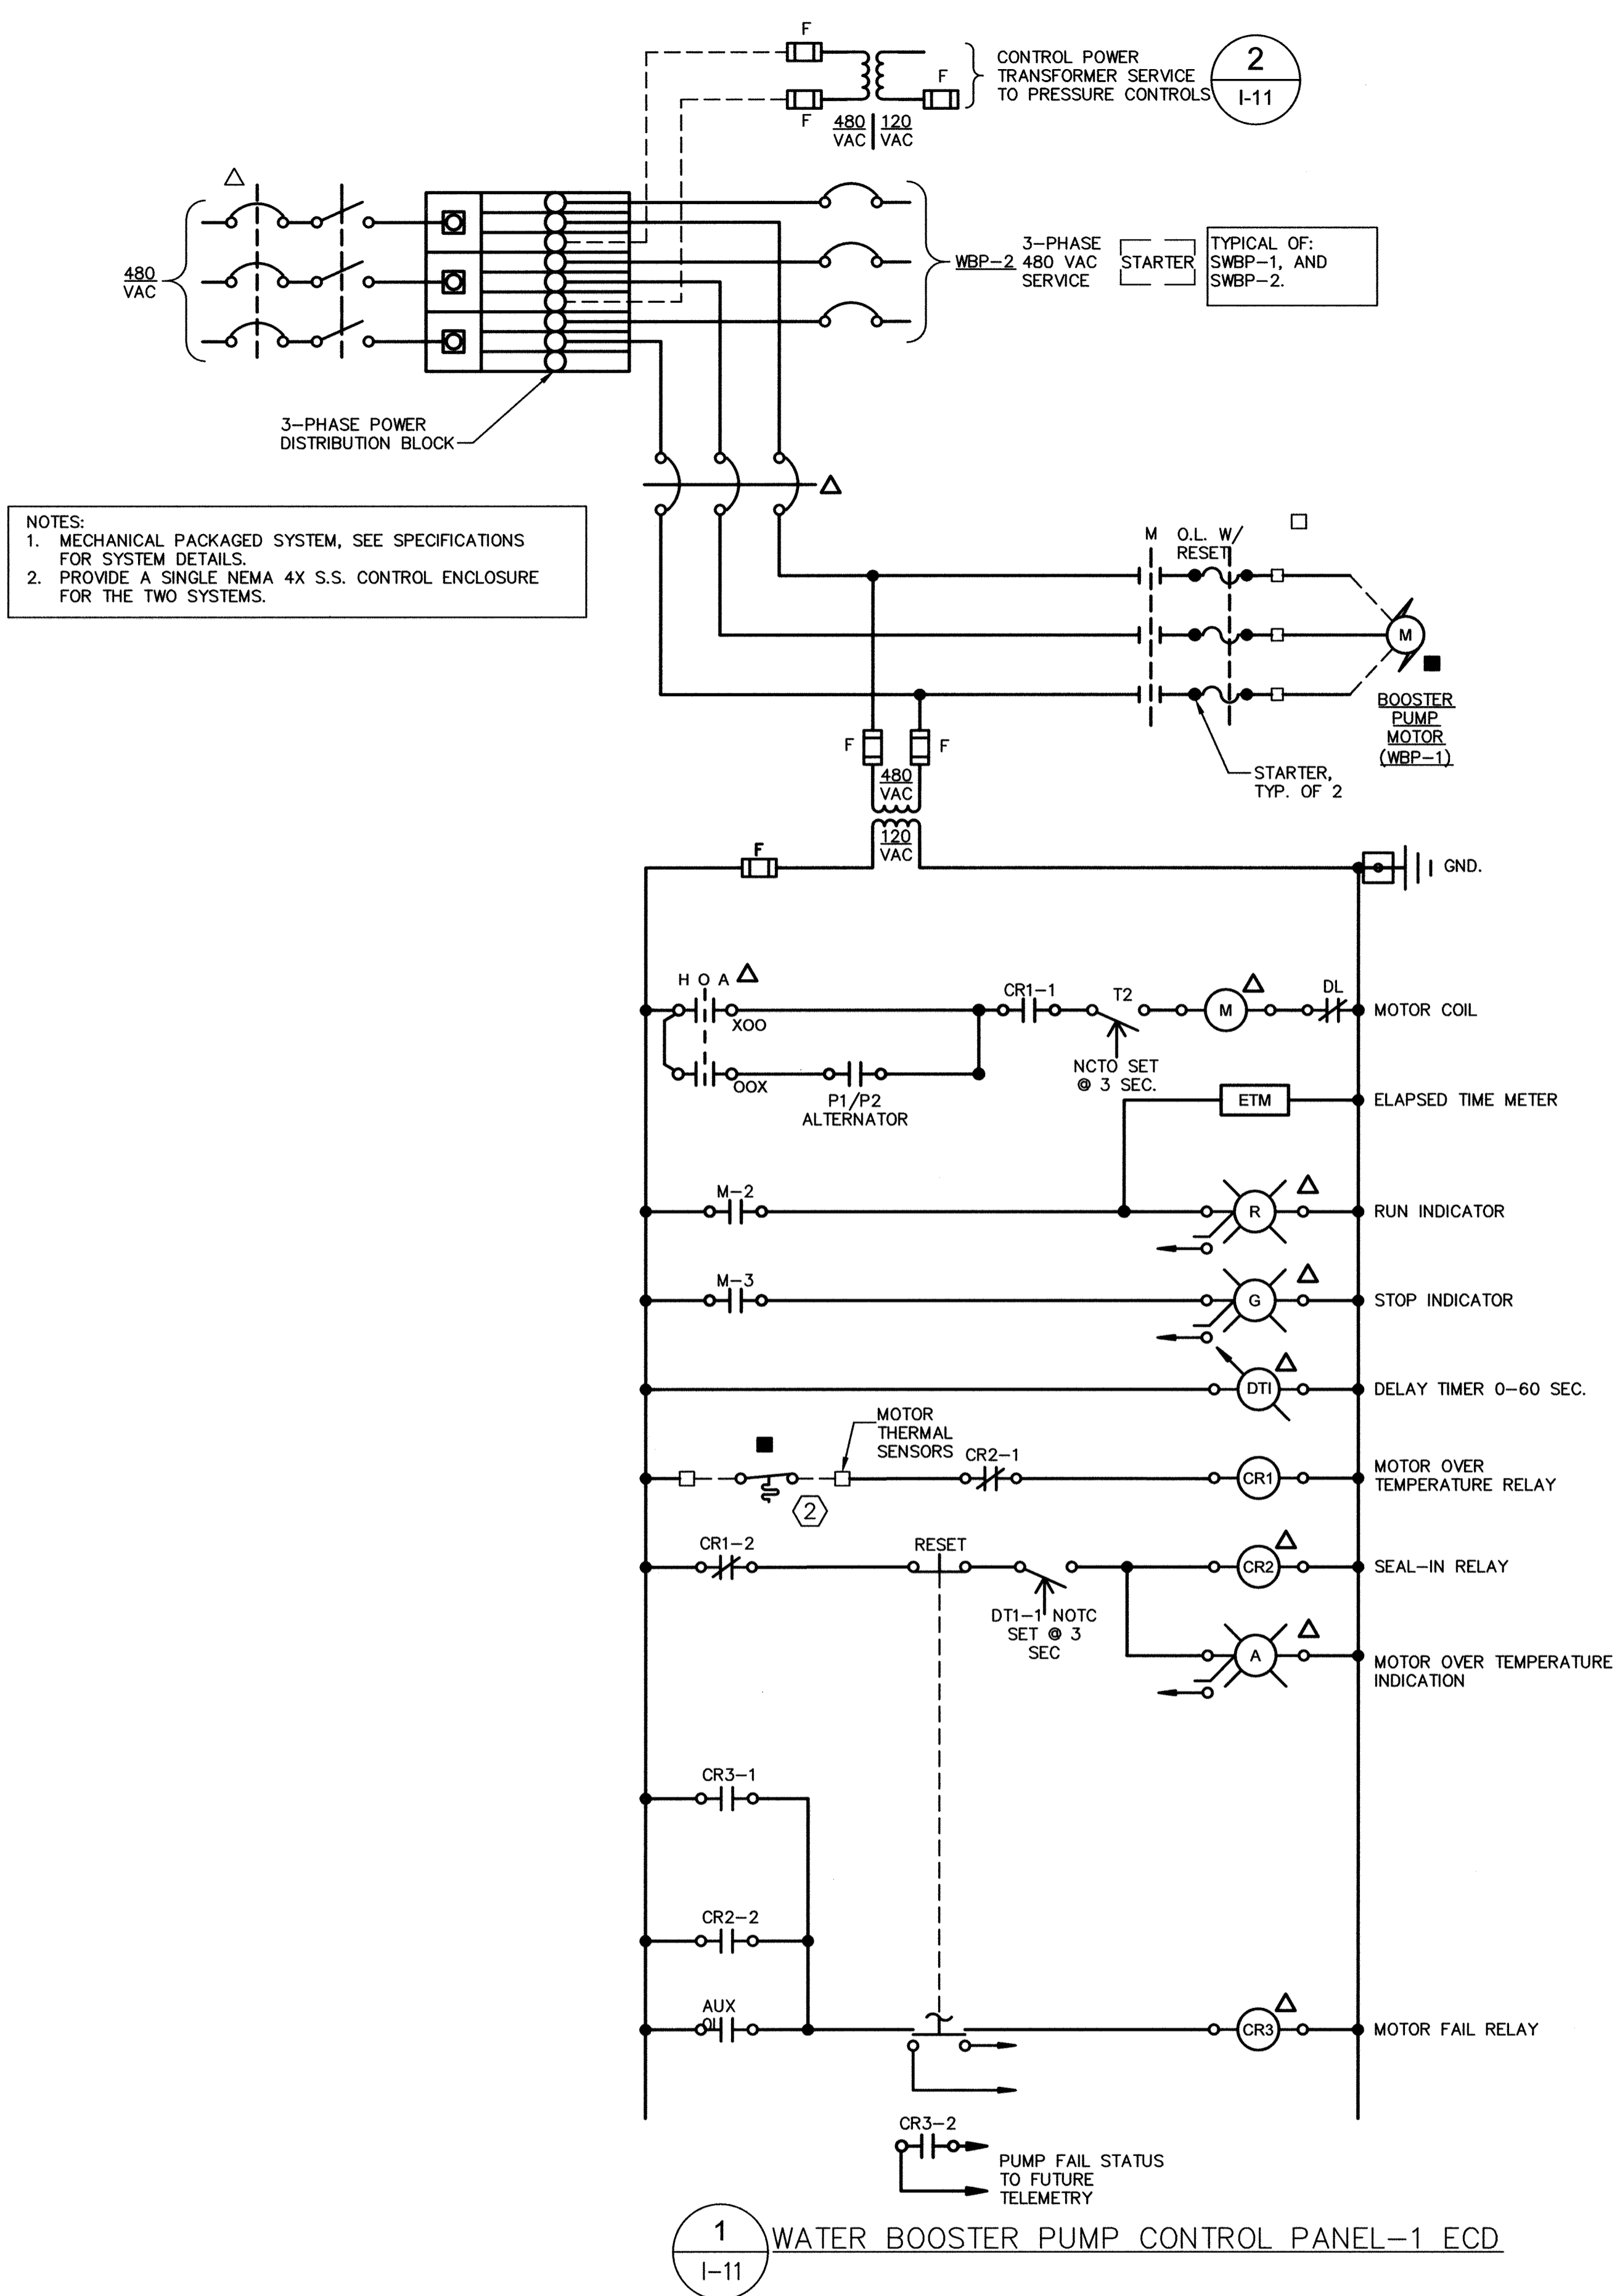 F
CONTROL POWER
TRANSFORMER SERVICE
TO PRESSURE CONTROLS
2
I-11
F
F
480
VAC
120
VAC
480
VAC
WBP-2
3-PHASE
480 VAC
SERVICE
STARTER
TYPICAL OF:
SWBP-1, AND
SWBP-2.
3-PHASE POWER
DISTRIBUTION BLOCK
NOTES:
1. MECHANICAL PACKAGED SYSTEM, SEE SPECIFICATIONS
FOR SYSTEM DETAILS.
2. PROVIDE A SINGLE NEMA 4X S.S. CONTROL ENCLOSURE
FOR THE TWO SYSTEMS.
M
O.L. W/
RESET
M
BOOSTER
PUMP
MOTOR
(WBP-1)
STARTER,
TYP. OF 2
F
F
480
VAC
120
VAC
F
GND.
H O A
XOO
CR1-1
T2
M
DL
MOTOR COIL
OOX
P1/P2
ALTERNATOR
NCTO SET
@ 3 SEC.
ETM
ELAPSED TIME METER
M-2
R
RUN INDICATOR
M-3
G
STOP INDICATOR
DTI
DELAY TIMER 0-60 SEC.
MOTOR
THERMAL
SENSORS
2
CR2-1
CR1
MOTOR OVER
TEMPERATURE RELAY
CR1-2
RESET
DT1-1 NOTC
SET @ 3
SEC
CR2
SEAL-IN RELAY
A
MOTOR OVER TEMPERATURE
INDICATION
CR3-1
CR2-2
AUX
OL
CR3
MOTOR FAIL RELAY
CR3-2
PUMP FAIL STATUS
TO FUTURE
TELEMETRY
1
I-11
WATER BOOSTER PUMP CONTROL PANEL-1 ECD